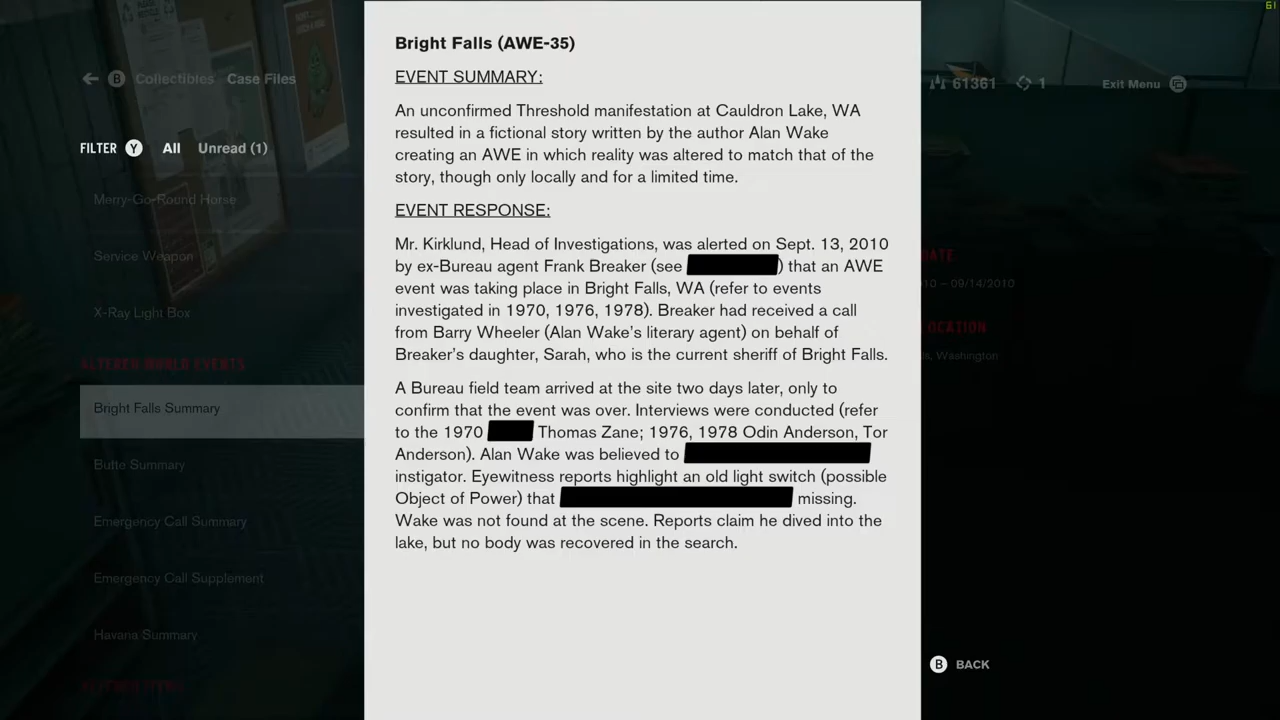 61
Bright Falls (AWE-35)
EVENT SUMMARY:
An unconfirmed Threshold manifestation at Cauldron Lake, WA
resulted in a fictional story written by the author Alan Wake
creating an AWE in which reality was altered to match that of the
story, though only locally and for a limited time.
EVENT RESPONSE:
Mr. Kirklund, Head of Investigations, was alerted on Sept. 13, 2010
by ex-Bureau agent Frank Breaker (see ) that an AWE
event was taking place in Bright Falls, WA (refer to events
investigated in 1970, 1976, 1978). Breaker had received a call
from Barry Wheeler (Alan Wake's literary agent) on behalf of
Breaker's daughter, Sarah, who is the current sheriff of Bright Falls.
A Bureau field team arrived at the site two days later, only to
confirm that the event was over. Interviews were conducted (refer
to the 1970 Thomas Zane; 1976, 1978 Odin Anderson, Tor
Anderson). Alan Wake was believed to
instigator. Eyewitness reports highlight an old light switch (possible
Object of Power) that missing.
Wake was not found at the scene. Reports claim he dived into the
lake, but no body was recovered in the search.
B Collectibles Case Files
FILTER Y All Unread (1)
Merry-Go-Round Horse
Service Weapon
X-Ray Light Box
ALTERED WORLD EVENTS
Bright Falls Summary
Butte Summary
Emergency Call Summary
Emergency Call Supplement
Havana Summary
ALTERED ITEMS
61361 1 Exit Menu
DATE
10 – 09/14/2010
LOCATION
ls, Washington
B BACK